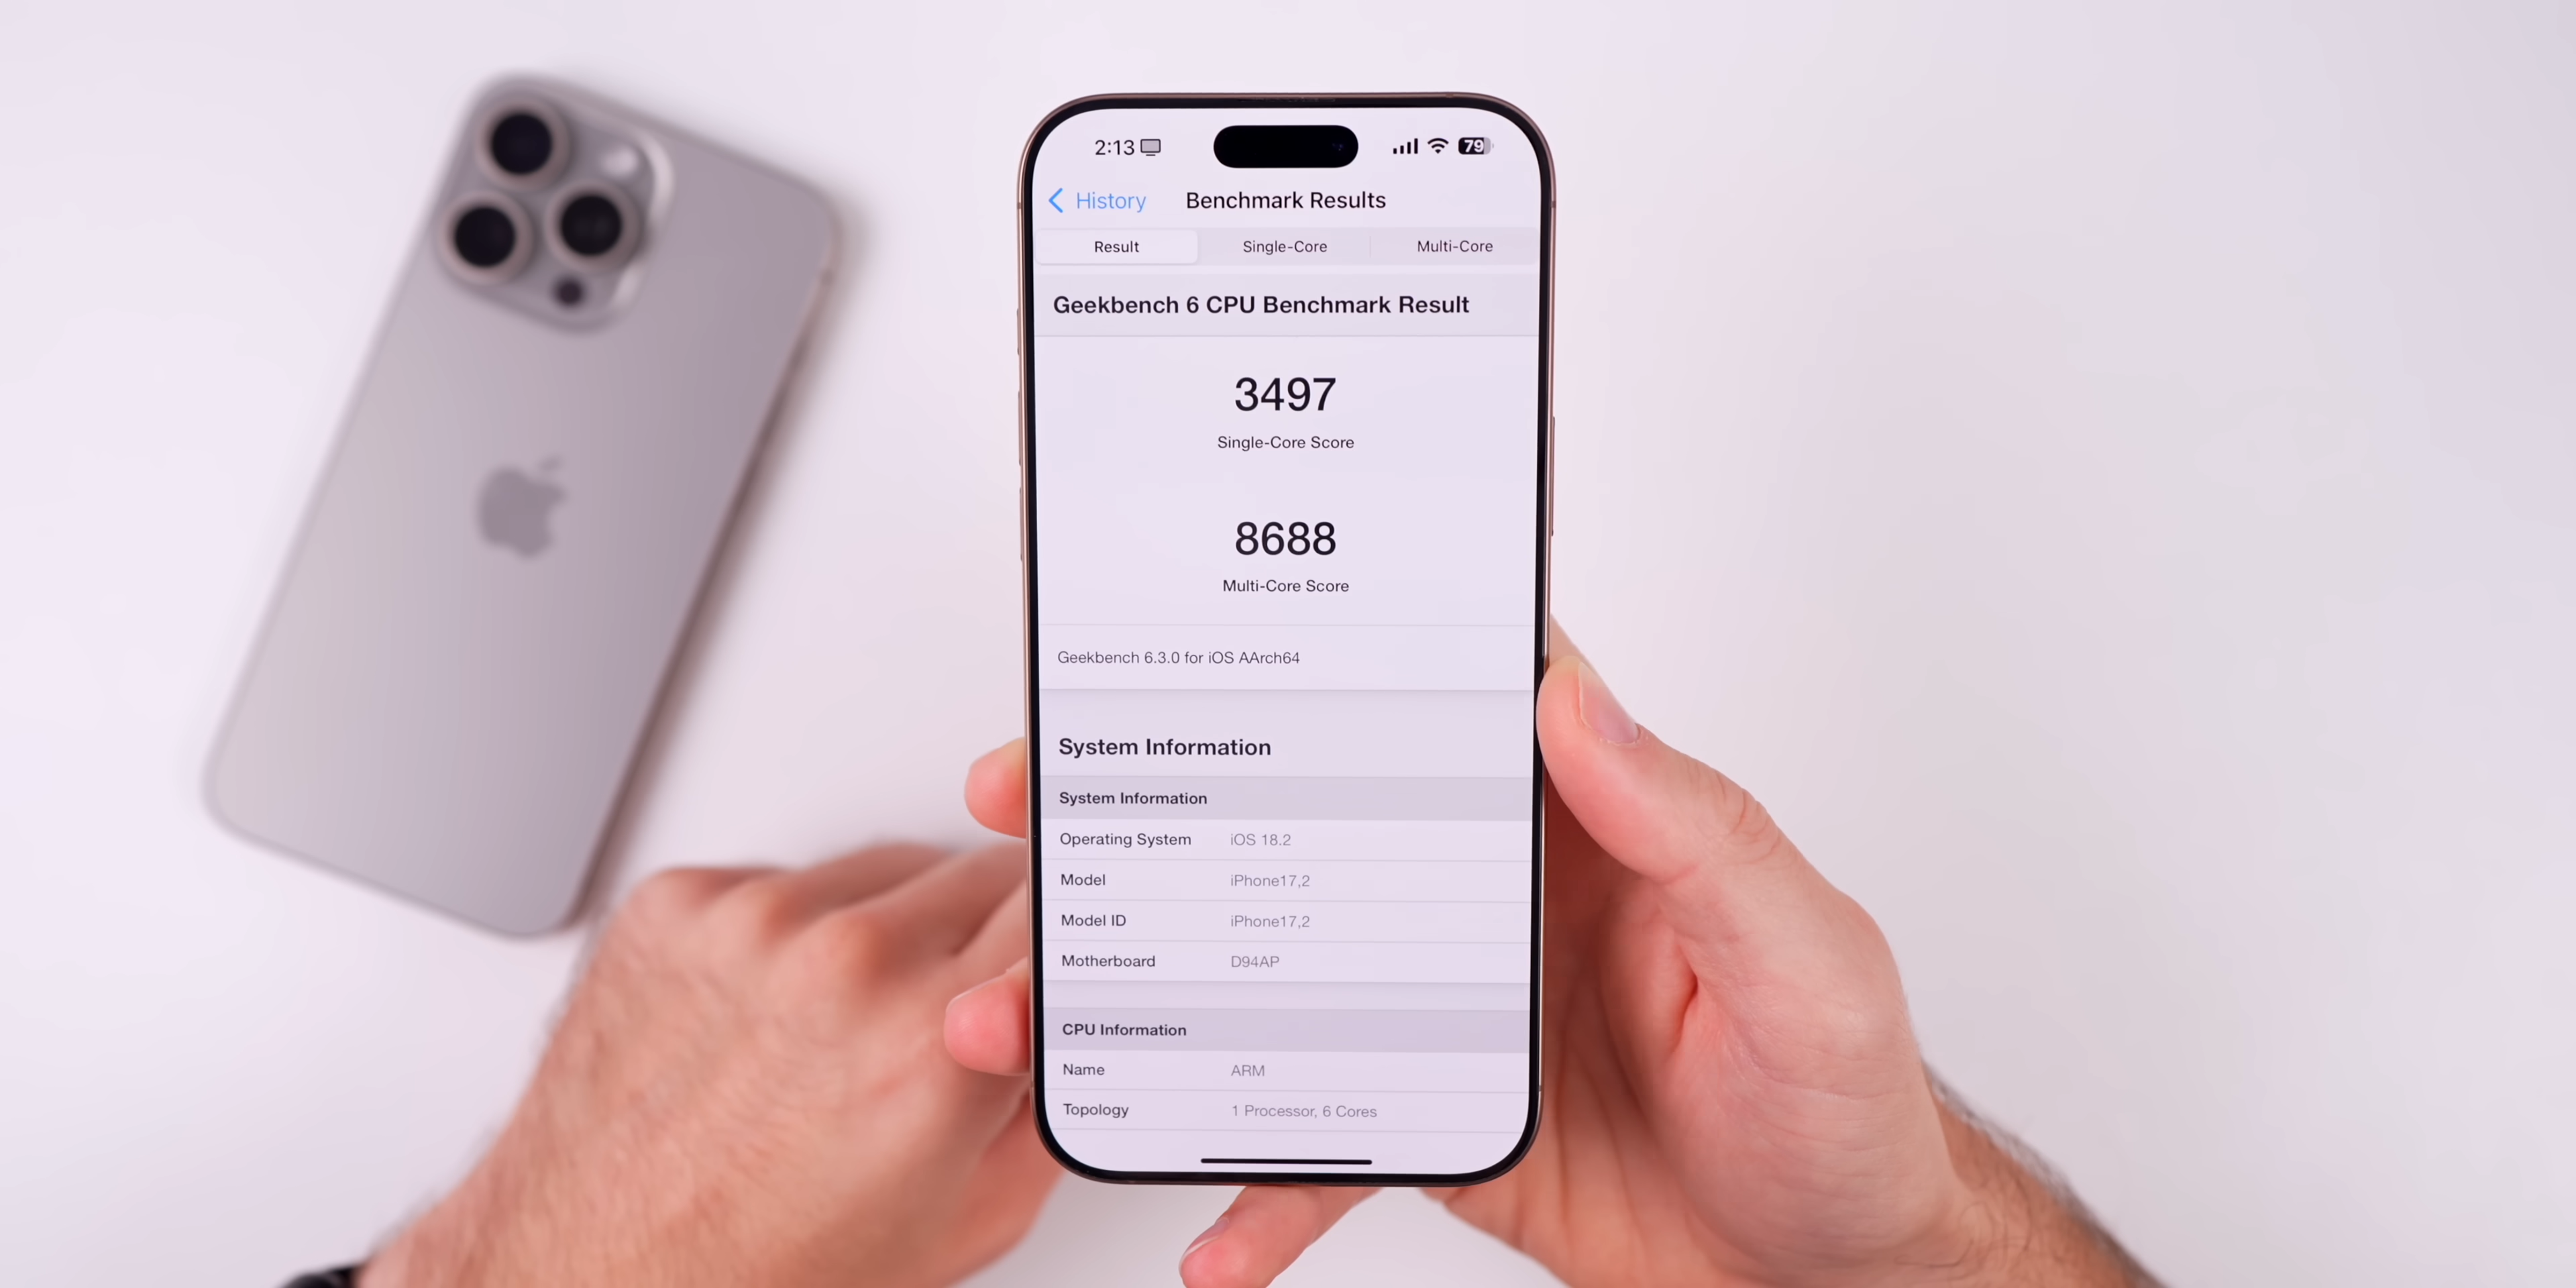 2:13 79
History Benchmark Results
Result Single-Core Multi-Core
Geekbench 6 CPU Benchmark Result
3497
Single-Core Score
8688
Multi-Core Score
Geekbench 6.3.0 for iOS AArch64
System Information
System Information
Operating System iOS 18.2
Model iPhone17,2
Model ID iPhone17,2
Motherboard D94AP
CPU Information
Name ARM
Topology 1 Processor, 6 Cores